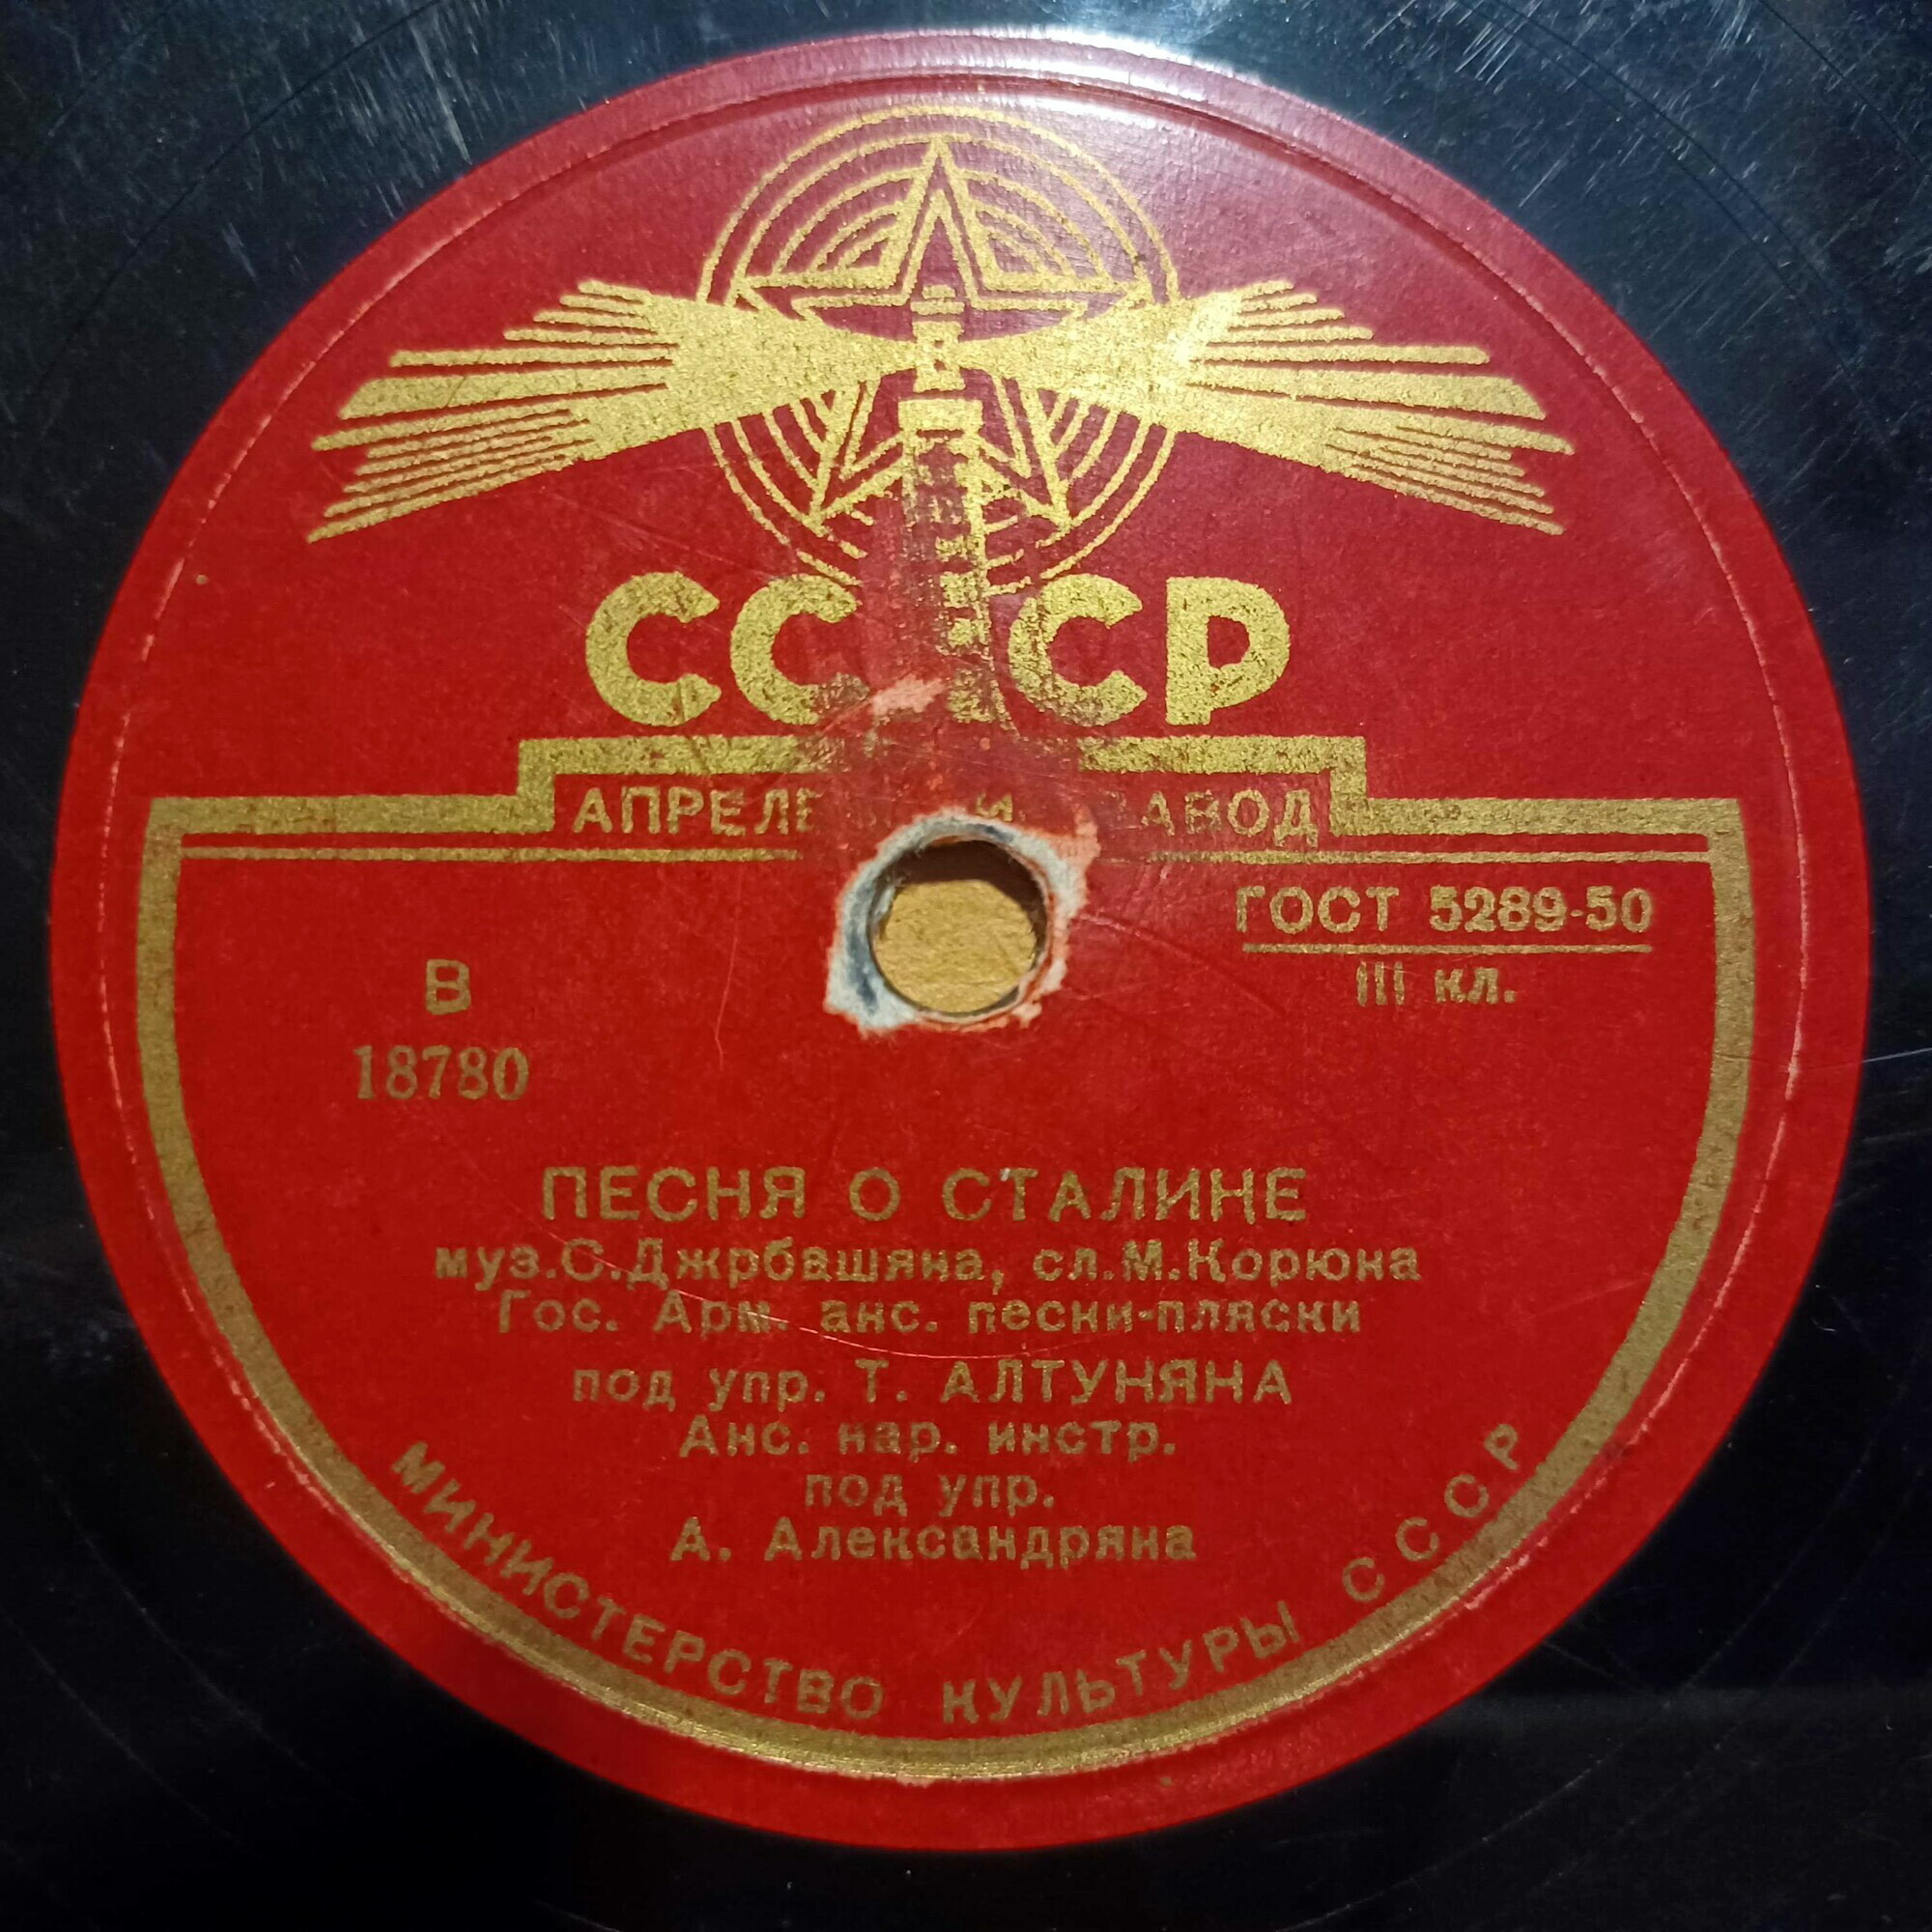 СССР
ЗАВОД
ГОСТ 5289-50
III кл.
В
18780
ПЕСНЯ О СТАЛИНЕ
муз.С.Джрбашяна, сл.М.Корюна
Гос. Арм. анс. песни-пляски
под упр. Т. АЛТУНЯНА
Анс. нар. инстр.
под упр.
А. Александряна
МИНИСТЕРСТВО КУЛЬТУРЫ СССР